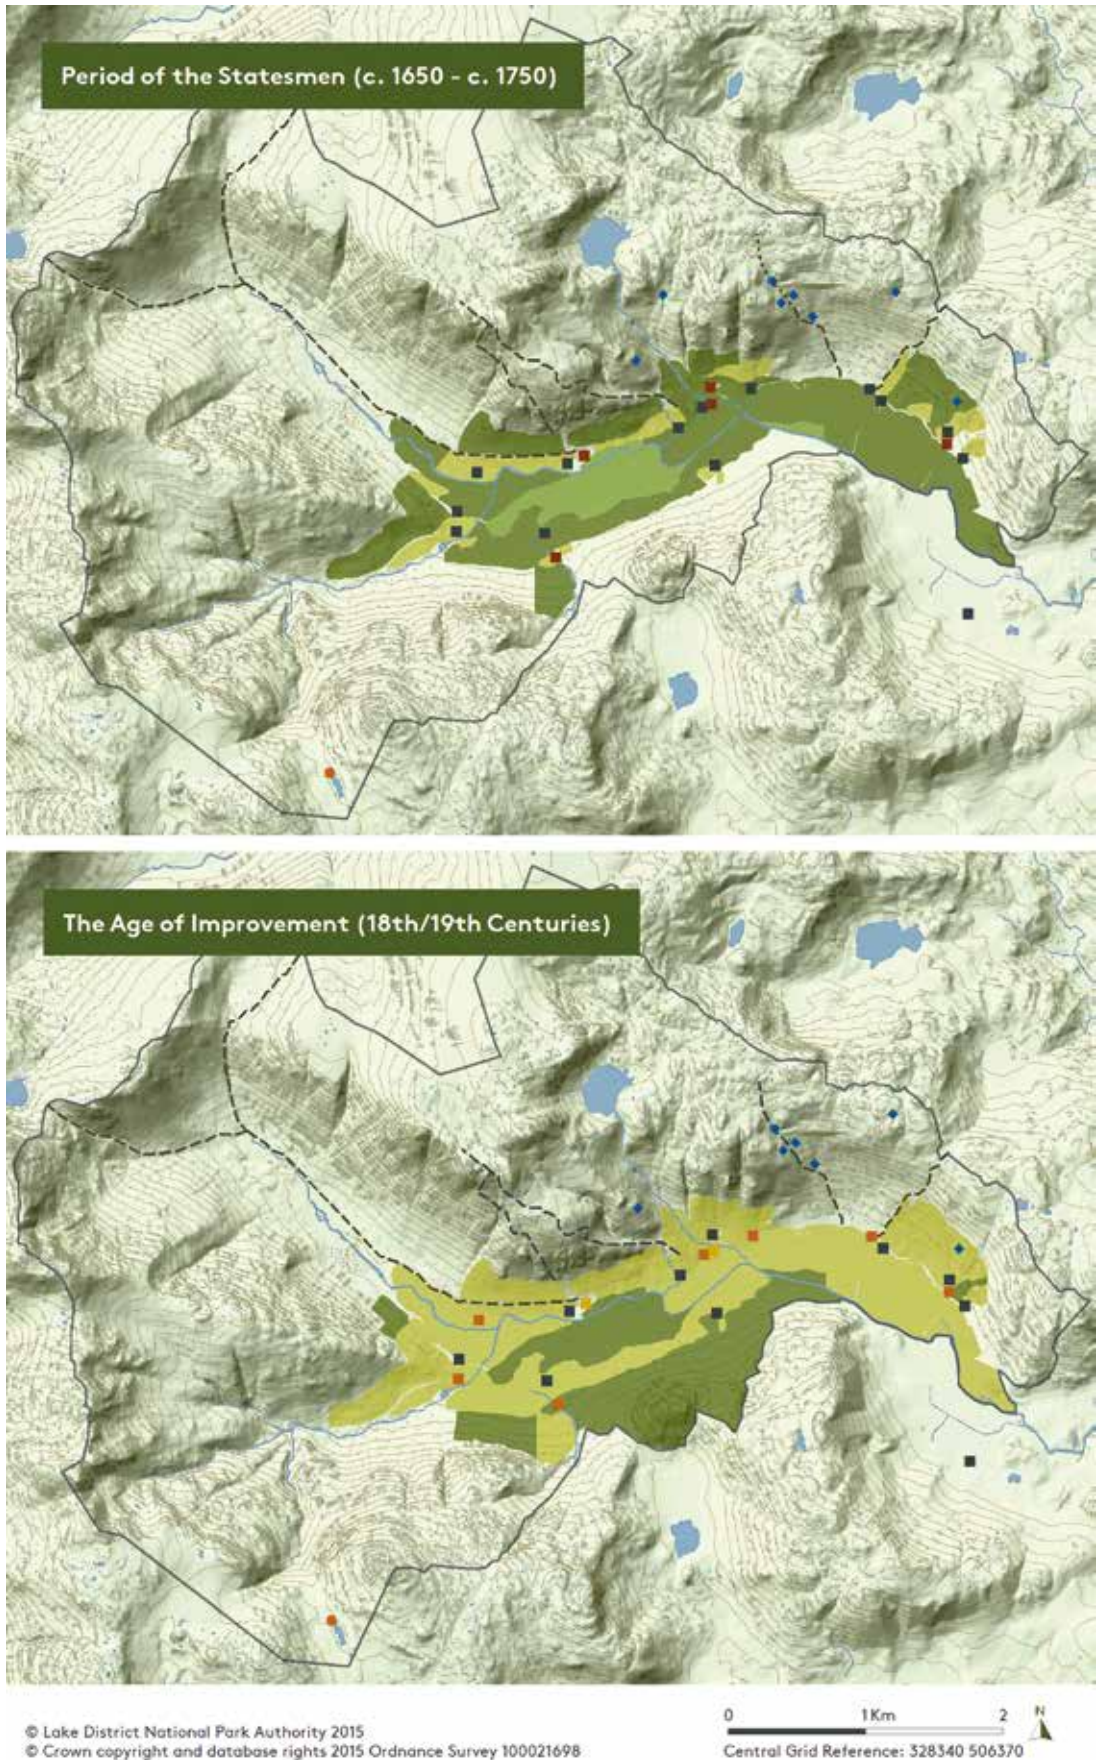 Period of the Statesmen (c. 1650 - c. 1750)
The Age of Improvement (18th/19th Centuries)
© Lake District National Park Authority 2015
© Crown copyright and database rights 2015 Ordnance Survey 100021698
0 1Km 2 N
Central Grid Reference: 328340 506370